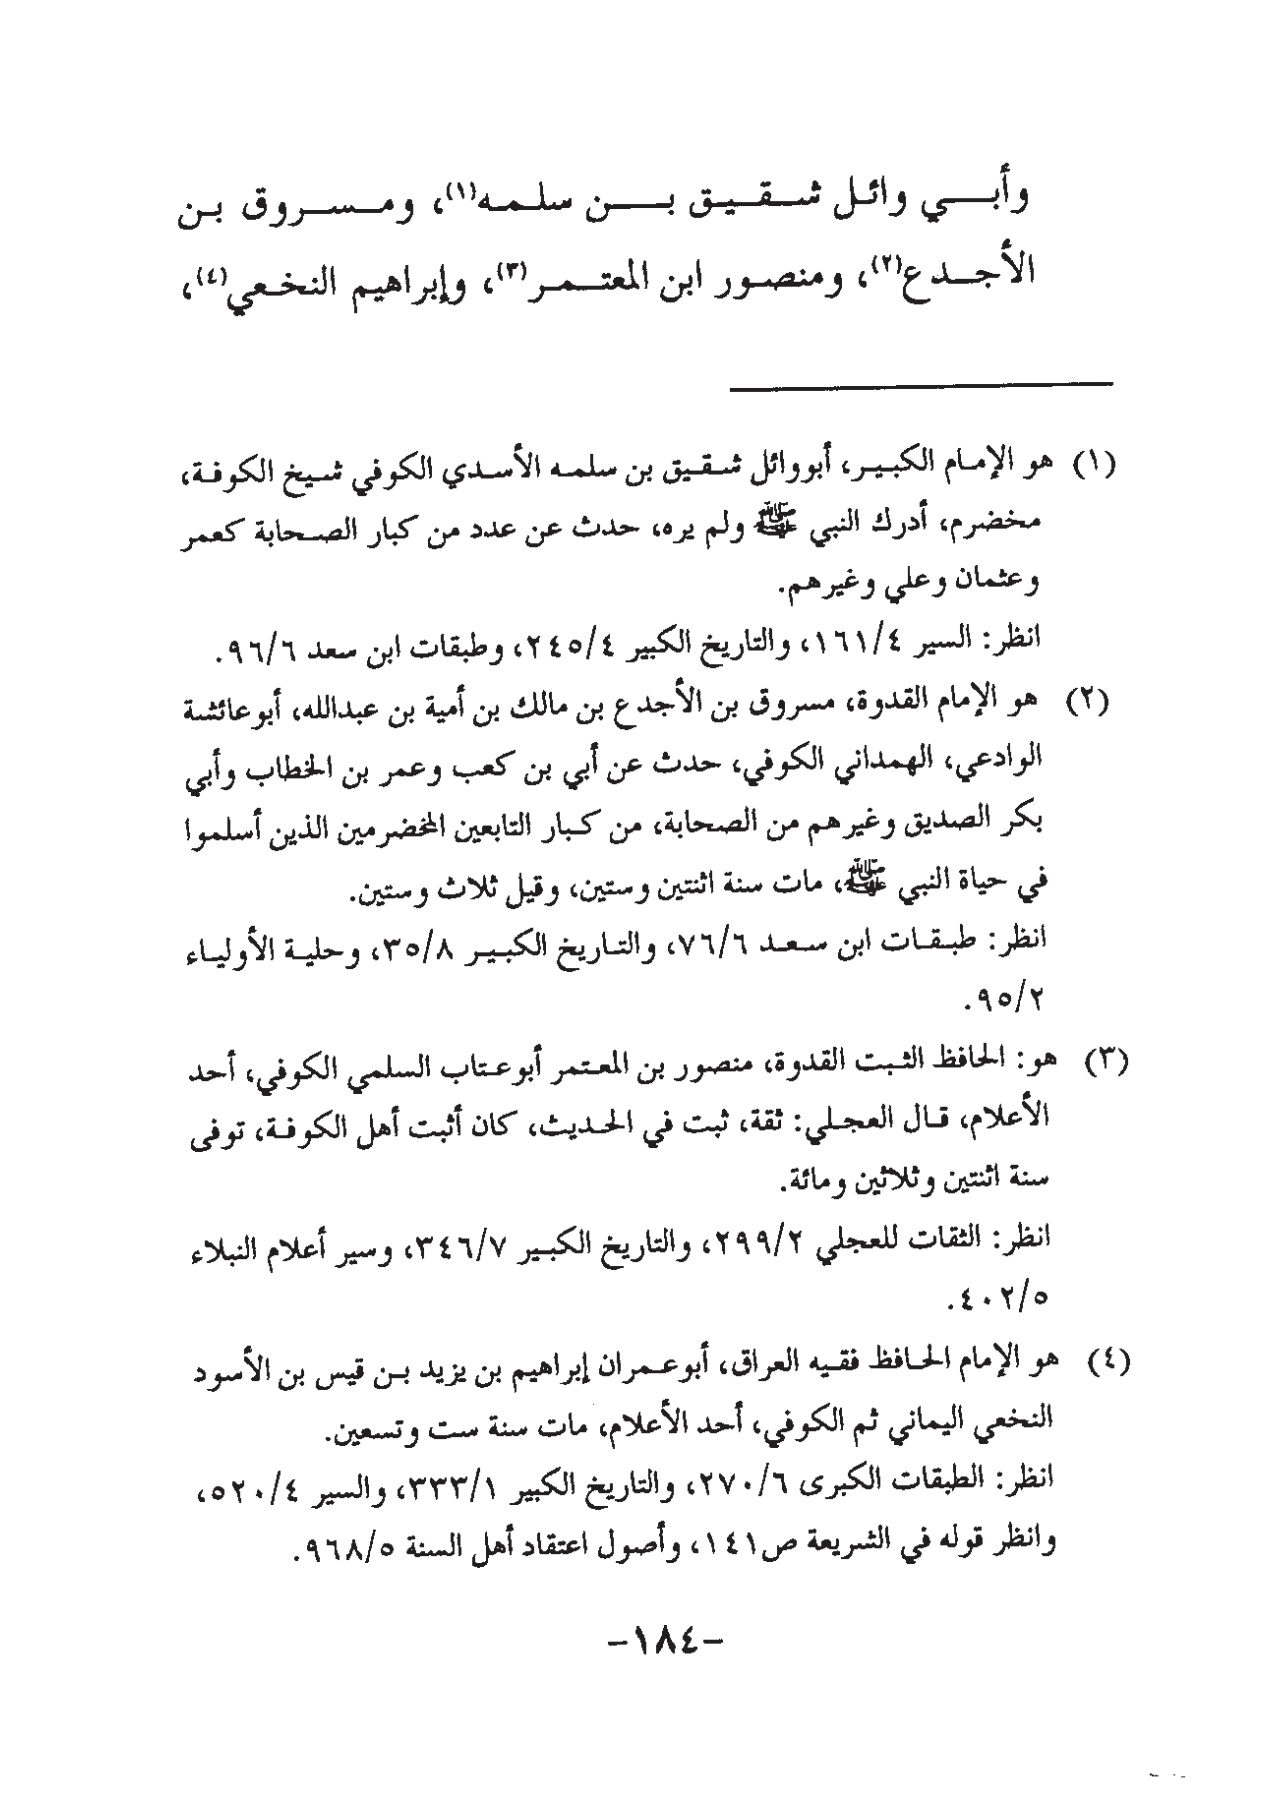 وأبي وائل شقيق بن سلمه(١)، ومسروق بن
الأجدع(٢)، ومنصور ابن المعتمر(٣)، وإبراهيم النخعي(٤)،
(١) هو الإمام الكبير، أبووائل شقيق بن سلمه الأسدي الكوفي شيخ الكوفة،
مخضرم، أدرك النبي ﷺ ولم يره، حدث عن عدد من كبار الصحابة كعمر
وعثمان وعلي وغيرهم.
انظر: السير ١٦١/٤، والتاريخ الكبير ٢٤٥/٤، وطبقات ابن سعد ٩٦/٦.
(٢) هو الإمام القدوة، مسروق بن الأجدع بن مالك بن أمية بن عبدالله، أبوعائشة
الوادعي، الهمداني الكوفي، حدث عن أبي بن كعب وعمر بن الخطاب وأبي
بكر الصديق وغيرهم من الصحابة، من كبار التابعين المخضرمين الذين أسلموا
في حياة النبي ﷺ، مات سنة اثنتين وستين، وقيل ثلاث وستين.
انظر: طبقات ابن سعد ٧٦/٦، والتاريخ الكبير ٣٥/٨، وحلية الأولياء
٩٥/٢.
(٣) هو: الحافظ الثبت القدوة، منصور بن المعتمر أبوعتاب السلمي الكوفي، أحد
الأعلام، قال العجلي: ثقة، ثبت في الحديث، كان أثبت أهل الكوفة، توفى
سنة اثنتين وثلاثين ومائة.
انظر: الثقات للعجلي ٢٩٩/٢، والتاريخ الكبير ٣٤٦/٧، وسير أعلام النبلاء
٤٠٢/٥.
(٤) هو الإمام الحافظ فقيه العراق، أبوعمران إبراهيم بن يزيد بن قيس بن الأسود
النخعي اليماني ثم الكوفي، أحد الأعلام، مات سنة ست وتسعين.
انظر: الطبقات الكبرى ٢٧٠/٦، والتاريخ الكبير ٣٣٣/١، والسير ٥٢٠/٤،
وانظر قوله في الشريعة ص١٤١، وأصول اعتقاد أهل السنة ٩٦٨/٥.
-١٨٤-